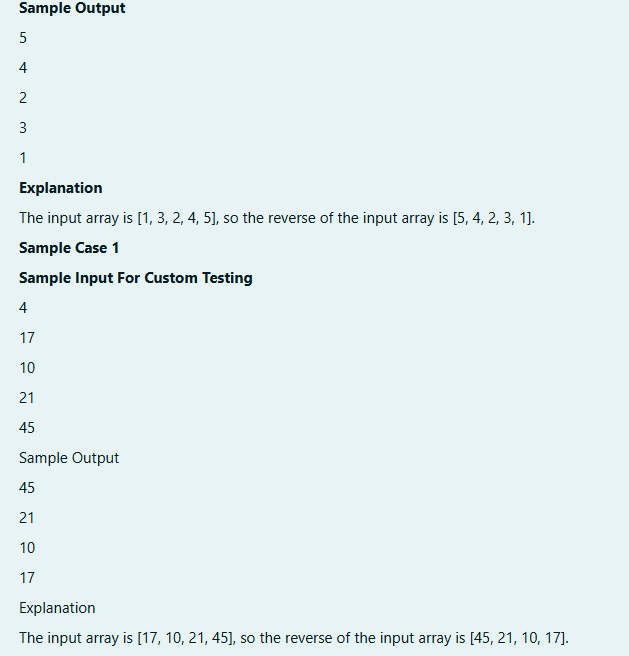 Sample Output
5
4
2
3
1
Explanation
The input array is [1, 3, 2, 4, 5], so the reverse of the input array is [5, 4, 2, 3, 1].
Sample Case 1
Sample Input For Custom Testing
4
17
10
21
45
Sample Output
45
21
10
17
Explanation
The input array is [17, 10, 21, 45], so the reverse of the input array is [45, 21, 10, 17].